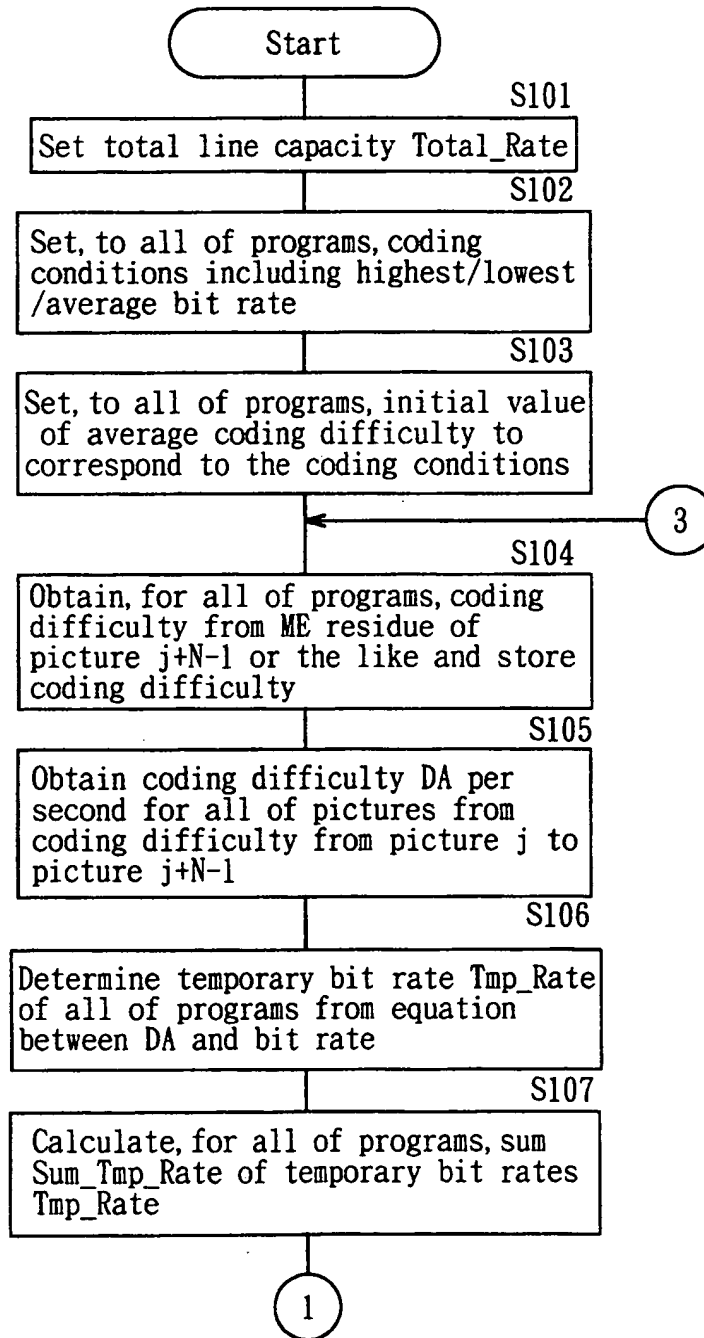 Start
S101
Set total line capacity Total_Rate
S102
Set, to all of programs, coding
conditions including highest/lowest
/average bit rate
S103
Set, to all of programs, initial value
of average coding difficulty to
correspond to the coding conditions
3
S104
Obtain, for all of programs, coding
difficulty from ME residue of
picture j+N-1 or the like and store
coding difficulty
S105
Obtain coding difficulty DA per
second for all of pictures from
coding difficulty from picture j to
picture j+N-1
S106
Determine temporary bit rate Tmp_Rate
of all of programs from equation
between DA and bit rate
S107
Calculate, for all of programs, sum
Sum_Tmp_Rate of temporary bit rates
Tmp_Rate
1